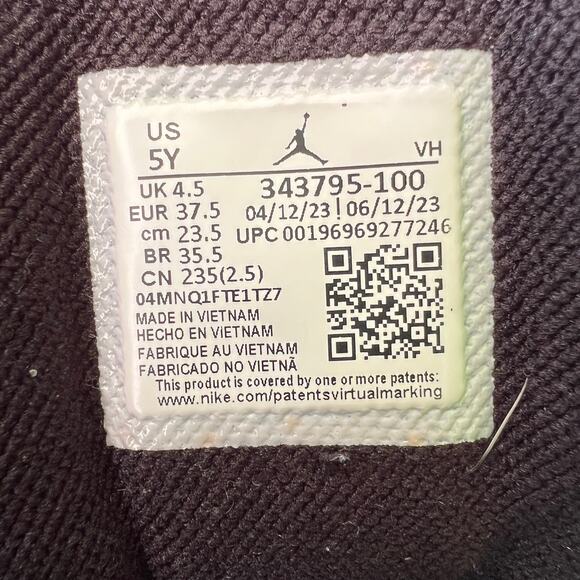 US
5Y
VH
UK 4.5
343795-100
EUR 37.5
04/12/23 | 06/12/23
cm 23.5
UPC 00196969277246
BR 35.5
CN 235(2.5)
04MNQ1FTE1TZ7
MADE IN VIETNAM
HECHO EN VIETNAM
FABRIQUE AU VIETNAM
FABRICADO NO VIETNÃ
This product is covered by one or more patents:
www.nike.com/patentsvirtualmarking